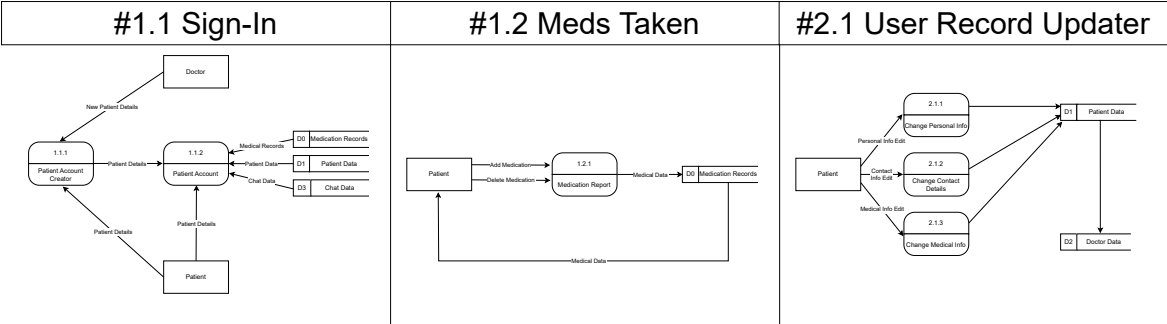 #1.1 Sign-In
#1.2 Meds Taken
#2.1 User Record Updater
Doctor
New Patient Details
1.1.1
Patient Account
Creator
Patient Details
1.1.2
Patient Account
Medical Records
D0 Medication Records
Patient Data
D1 Patient Data
Chat Data
D3 Chat Data
Patient Details
Patient Details
Patient
Patient
Add Medication
Delete Medication
1.2.1
Medication Report
Medical Data
D0 Medication Records
Medical Data
Patient
Personal Info Edit
Contact
Info Edit
Medical Info Edit
2.1.1
Change Personal Info
2.1.2
Change Contact
Details
2.1.3
Change Medical Info
D1 Patient Data
D2 Doctor Data